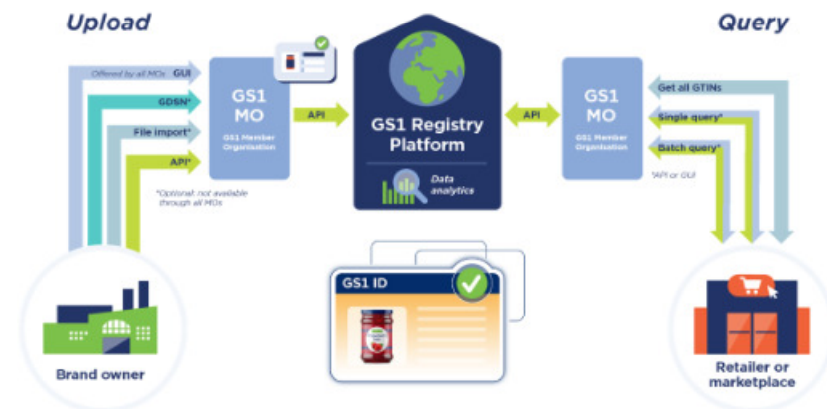 Upload
Query
Offered by all MOs GUI
GDSN*
File import*
API*
*Optional: not available
through all MOs
GS1
MO
GS1 Member
Organisation
API
GS1 Registry
Platform
Data
analytics
API
GS1
MO
GS1 Member
Organisation
Get all GTINs
Single query*
Batch query*
*API or GUI
GS1 ID
Brand owner
Retailer or
marketplace